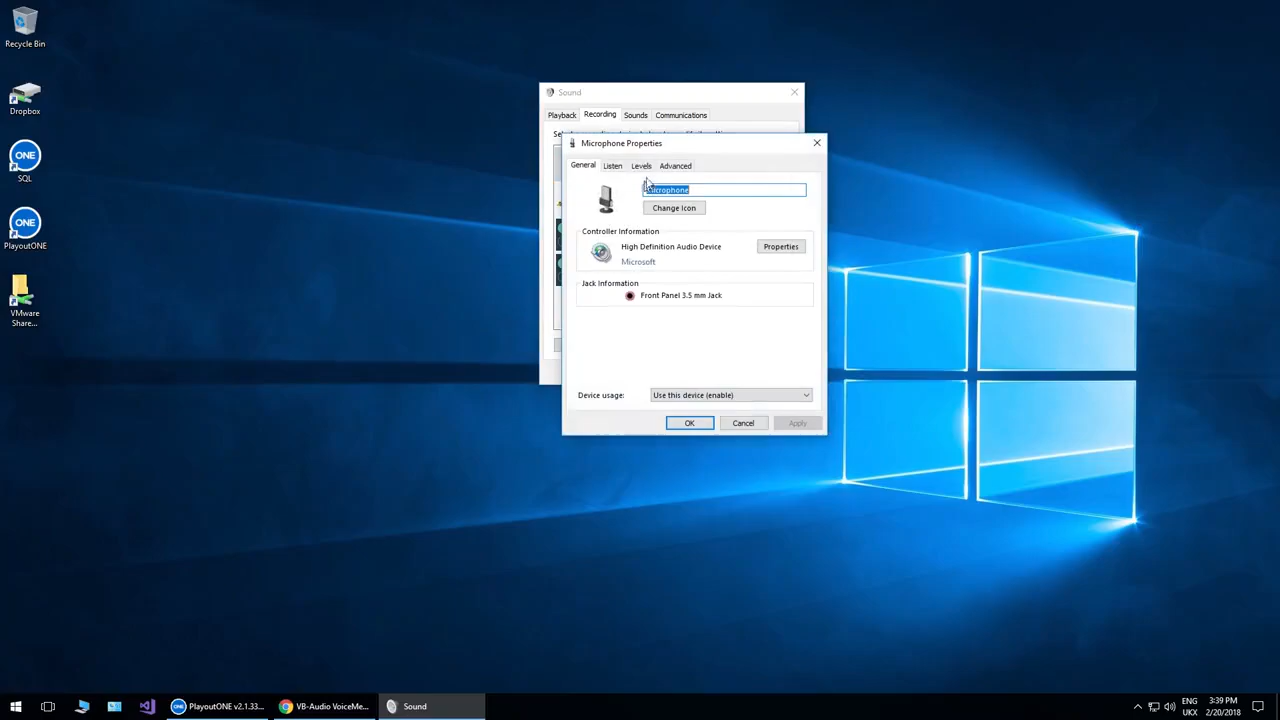 Recycle Bin
Dropbox
ONE
SQL
ONE
PlayoutONE
VMware
Share...
Sound
Playback Recording Sounds Communications
Microphone Properties
General Listen Levels Advanced
Microphone
Change Icon
Controller Information
High Definition Audio Device
Properties
Microsoft
Jack Information
Front Panel 3.5 mm Jack
Device usage:
Use this device (enable)
OK Cancel Apply
ONE PlayoutONE v2.1.33...
VB-Audio VoiceMe...
Sound
ENG
UKX
3:39 PM
2/20/2018